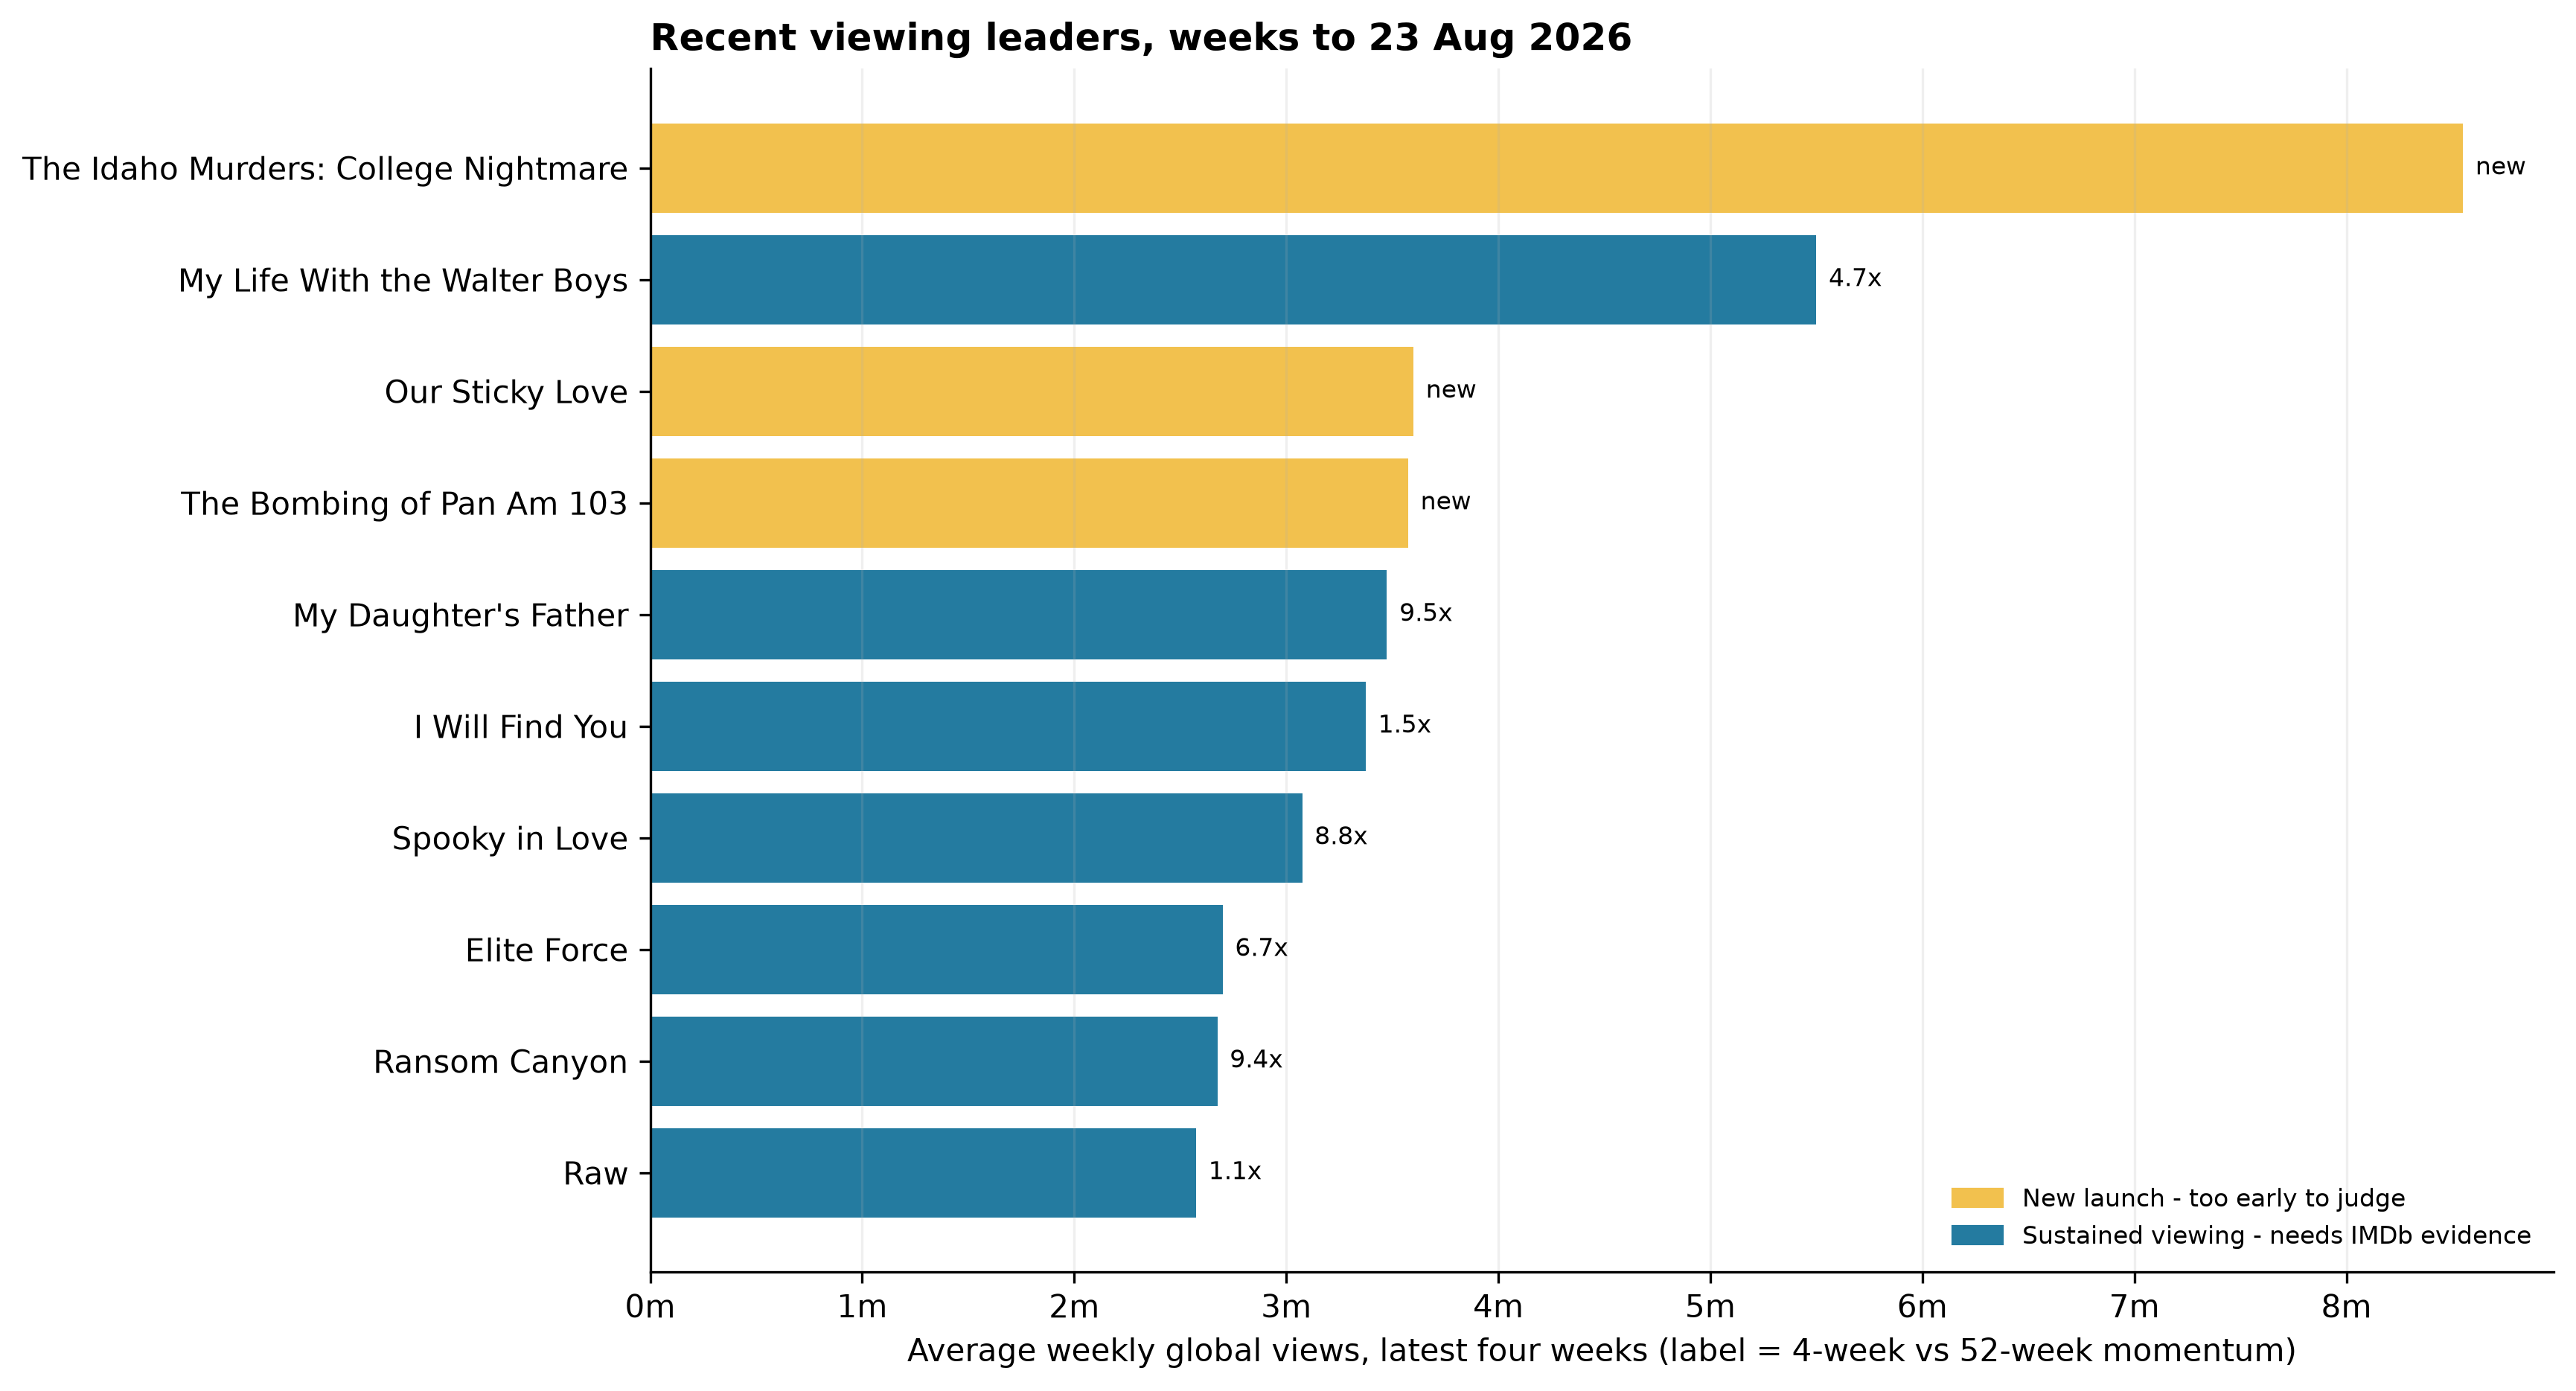 Recent viewing leaders, weeks to 23 Aug 2026
The Idaho Murders: College Nightmare
new
My Life With the Walter Boys
4.7x
Our Sticky Love
new
The Bombing of Pan Am 103
new
My Daughter's Father
9.5x
I Will Find You
1.5x
Spooky in Love
8.8x
Elite Force
6.7x
Ransom Canyon
9.4x
Raw
1.1x
New launch - too early to judge
Sustained viewing - needs IMDb evidence
0m 1m 2m 3m 4m 5m 6m 7m 8m
Average weekly global views, latest four weeks (label = 4-week vs 52-week momentum)